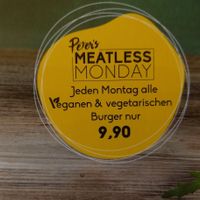 Peter's
MEATLESS
MONDAY
Jeden Montag alle
veganen & vegetarischen
Burger nur
9,90